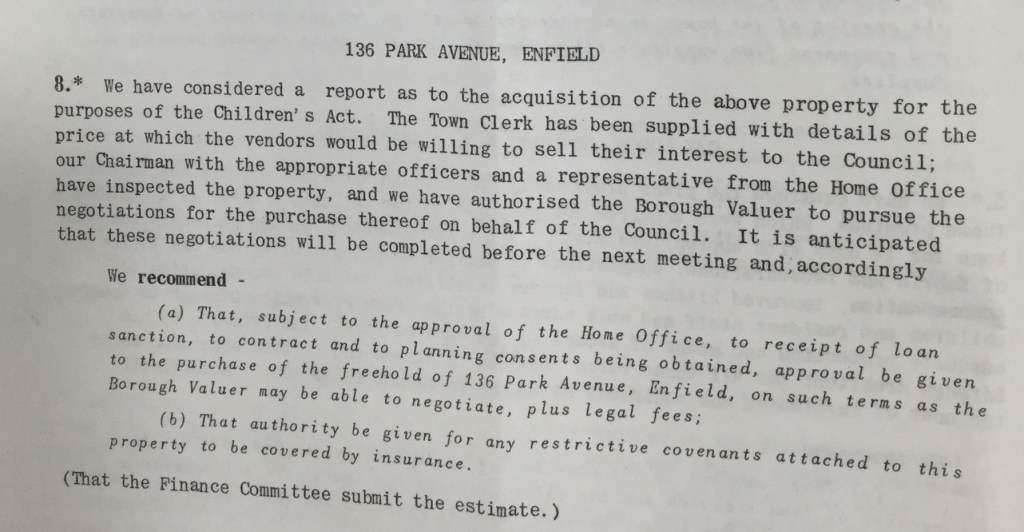 136 PARK AVENUE, ENFIELD
8.* We have considered a report as to the acquisition of the above property for the
purposes of the Children's Act. The Town Clerk has been supplied with details of the
price at which the vendors would be willing to sell their interest to the Council;
our Chairman with the appropriate officers and a representative from the Home Office
have inspected the property, and we have authorised the Borough Valuer to pursue the
negotiations for the purchase thereof on behalf of the Council. It is anticipated
that these negotiations will be completed before the next meeting and, accordingly
We recommend -
(a) That, subject to the approval of the Home Office, to receipt of loan
sanction, to contract and to planning consents being obtained, approval be given
to the purchase of the freehold of 136 Park Avenue, Enfield, on such terms as the
Borough Valuer may be able to negotiate, plus legal fees;
(b) That authority be given for any restrictive covenants attached to this
property to be covered by insurance.
(That the Finance Committee submit the estimate.)